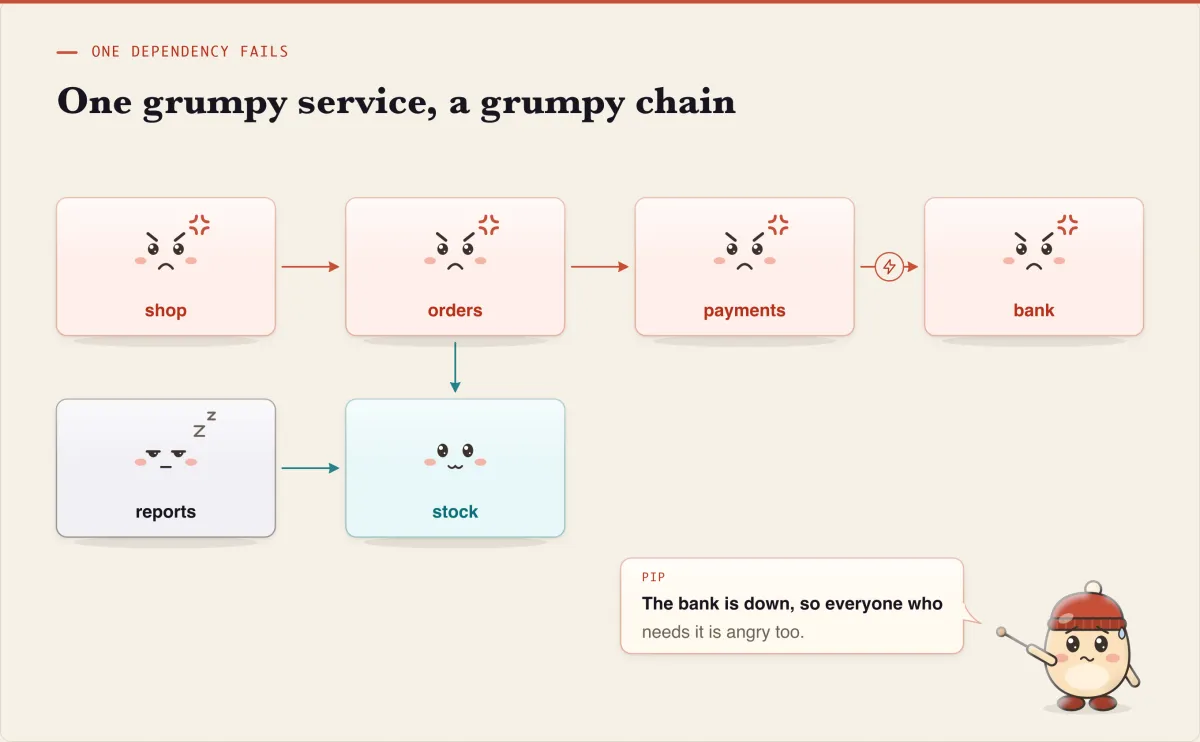 ONE DEPENDENCY FAILS
One grumpy service, a grumpy chain
shop
orders
payments
bank
z
z
reports
stock
PIP
The bank is down, so everyone who
needs it is angry too.